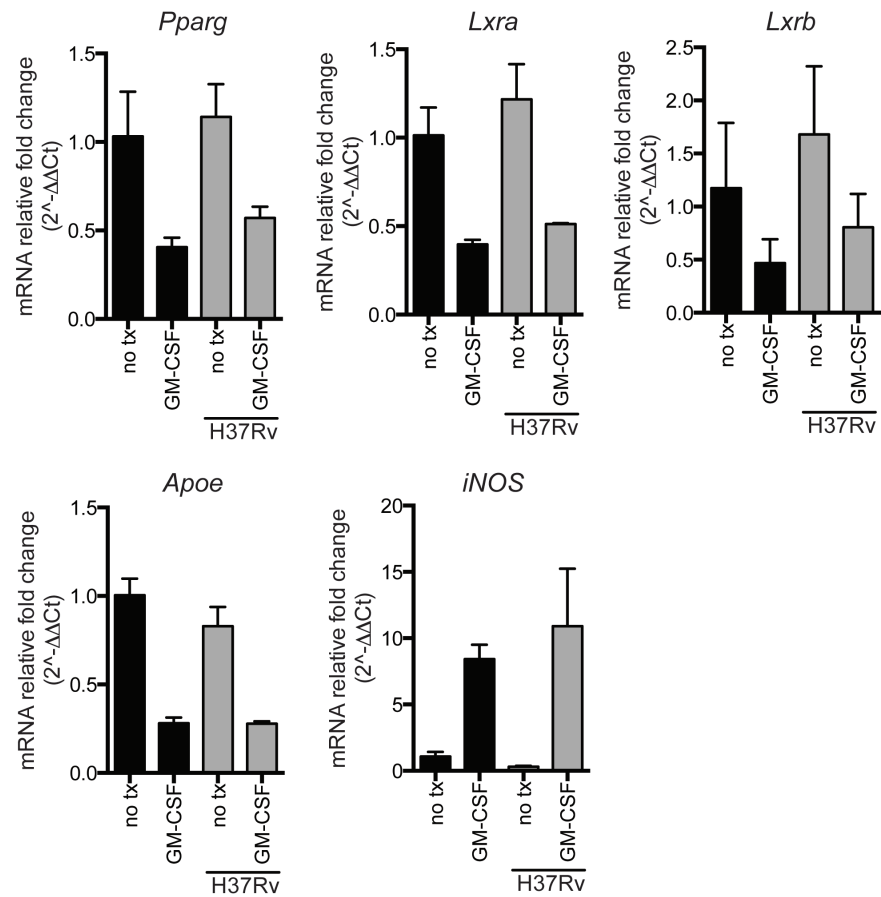 Pparg
mRNA relative fold change
(2^-ΔΔCt)
1.5
1.0
0.5
0.0
no tx
GM-CSF
no tx
GM-CSF
H37Rv
Lxra
mRNA relative fold change
(2^-ΔΔCt)
1.5
1.0
0.5
0.0
no tx
GM-CSF
no tx
GM-CSF
H37Rv
Lxrb
mRNA relative fold change
(2^-ΔΔCt)
2.5
2.0
1.5
1.0
0.5
0.0
no tx
GM-CSF
no tx
GM-CSF
H37Rv
Apoe
mRNA relative fold change
(2^-ΔΔCt)
1.5
1.0
0.5
0.0
no tx
GM-CSF
no tx
GM-CSF
H37Rv
iNOS
mRNA relative fold change
(2^-ΔΔCt)
20
15
10
5
0
no tx
GM-CSF
no tx
GM-CSF
H37Rv